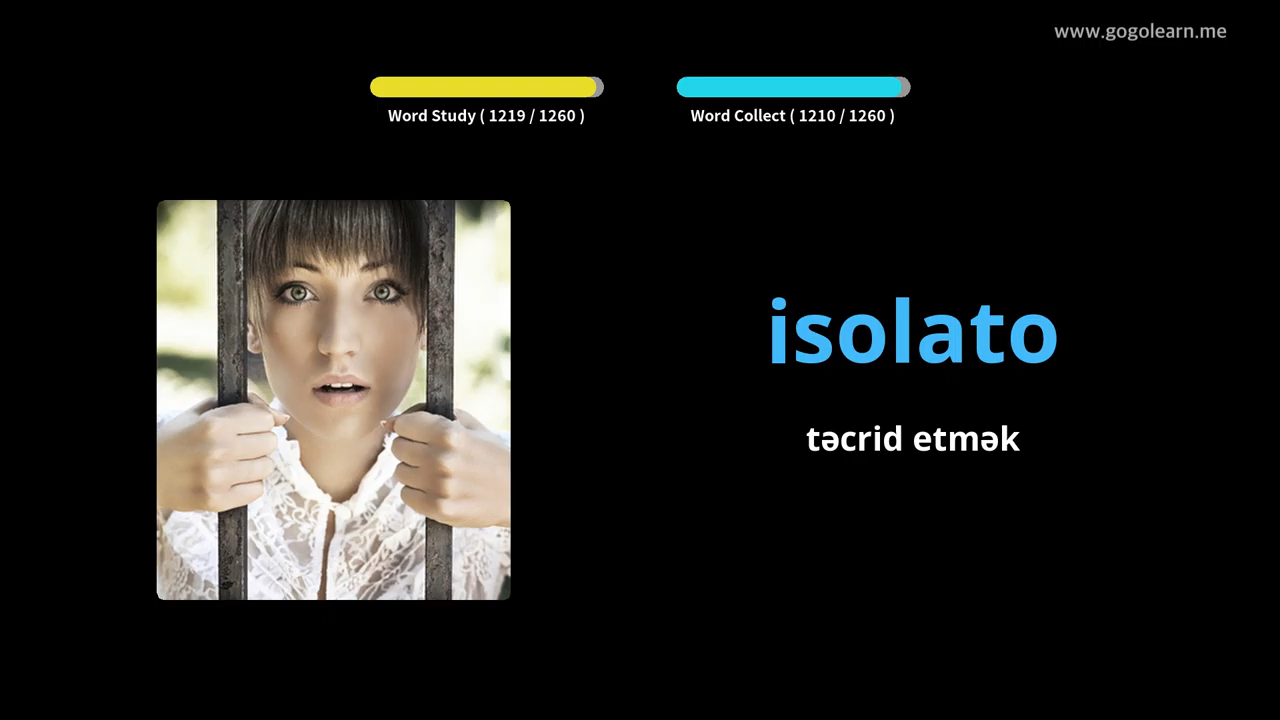 www.gogolearn.me
Word Study ( 1219 / 1260 )
Word Collect ( 1210 / 1260 )
isolato
təcrid etmək